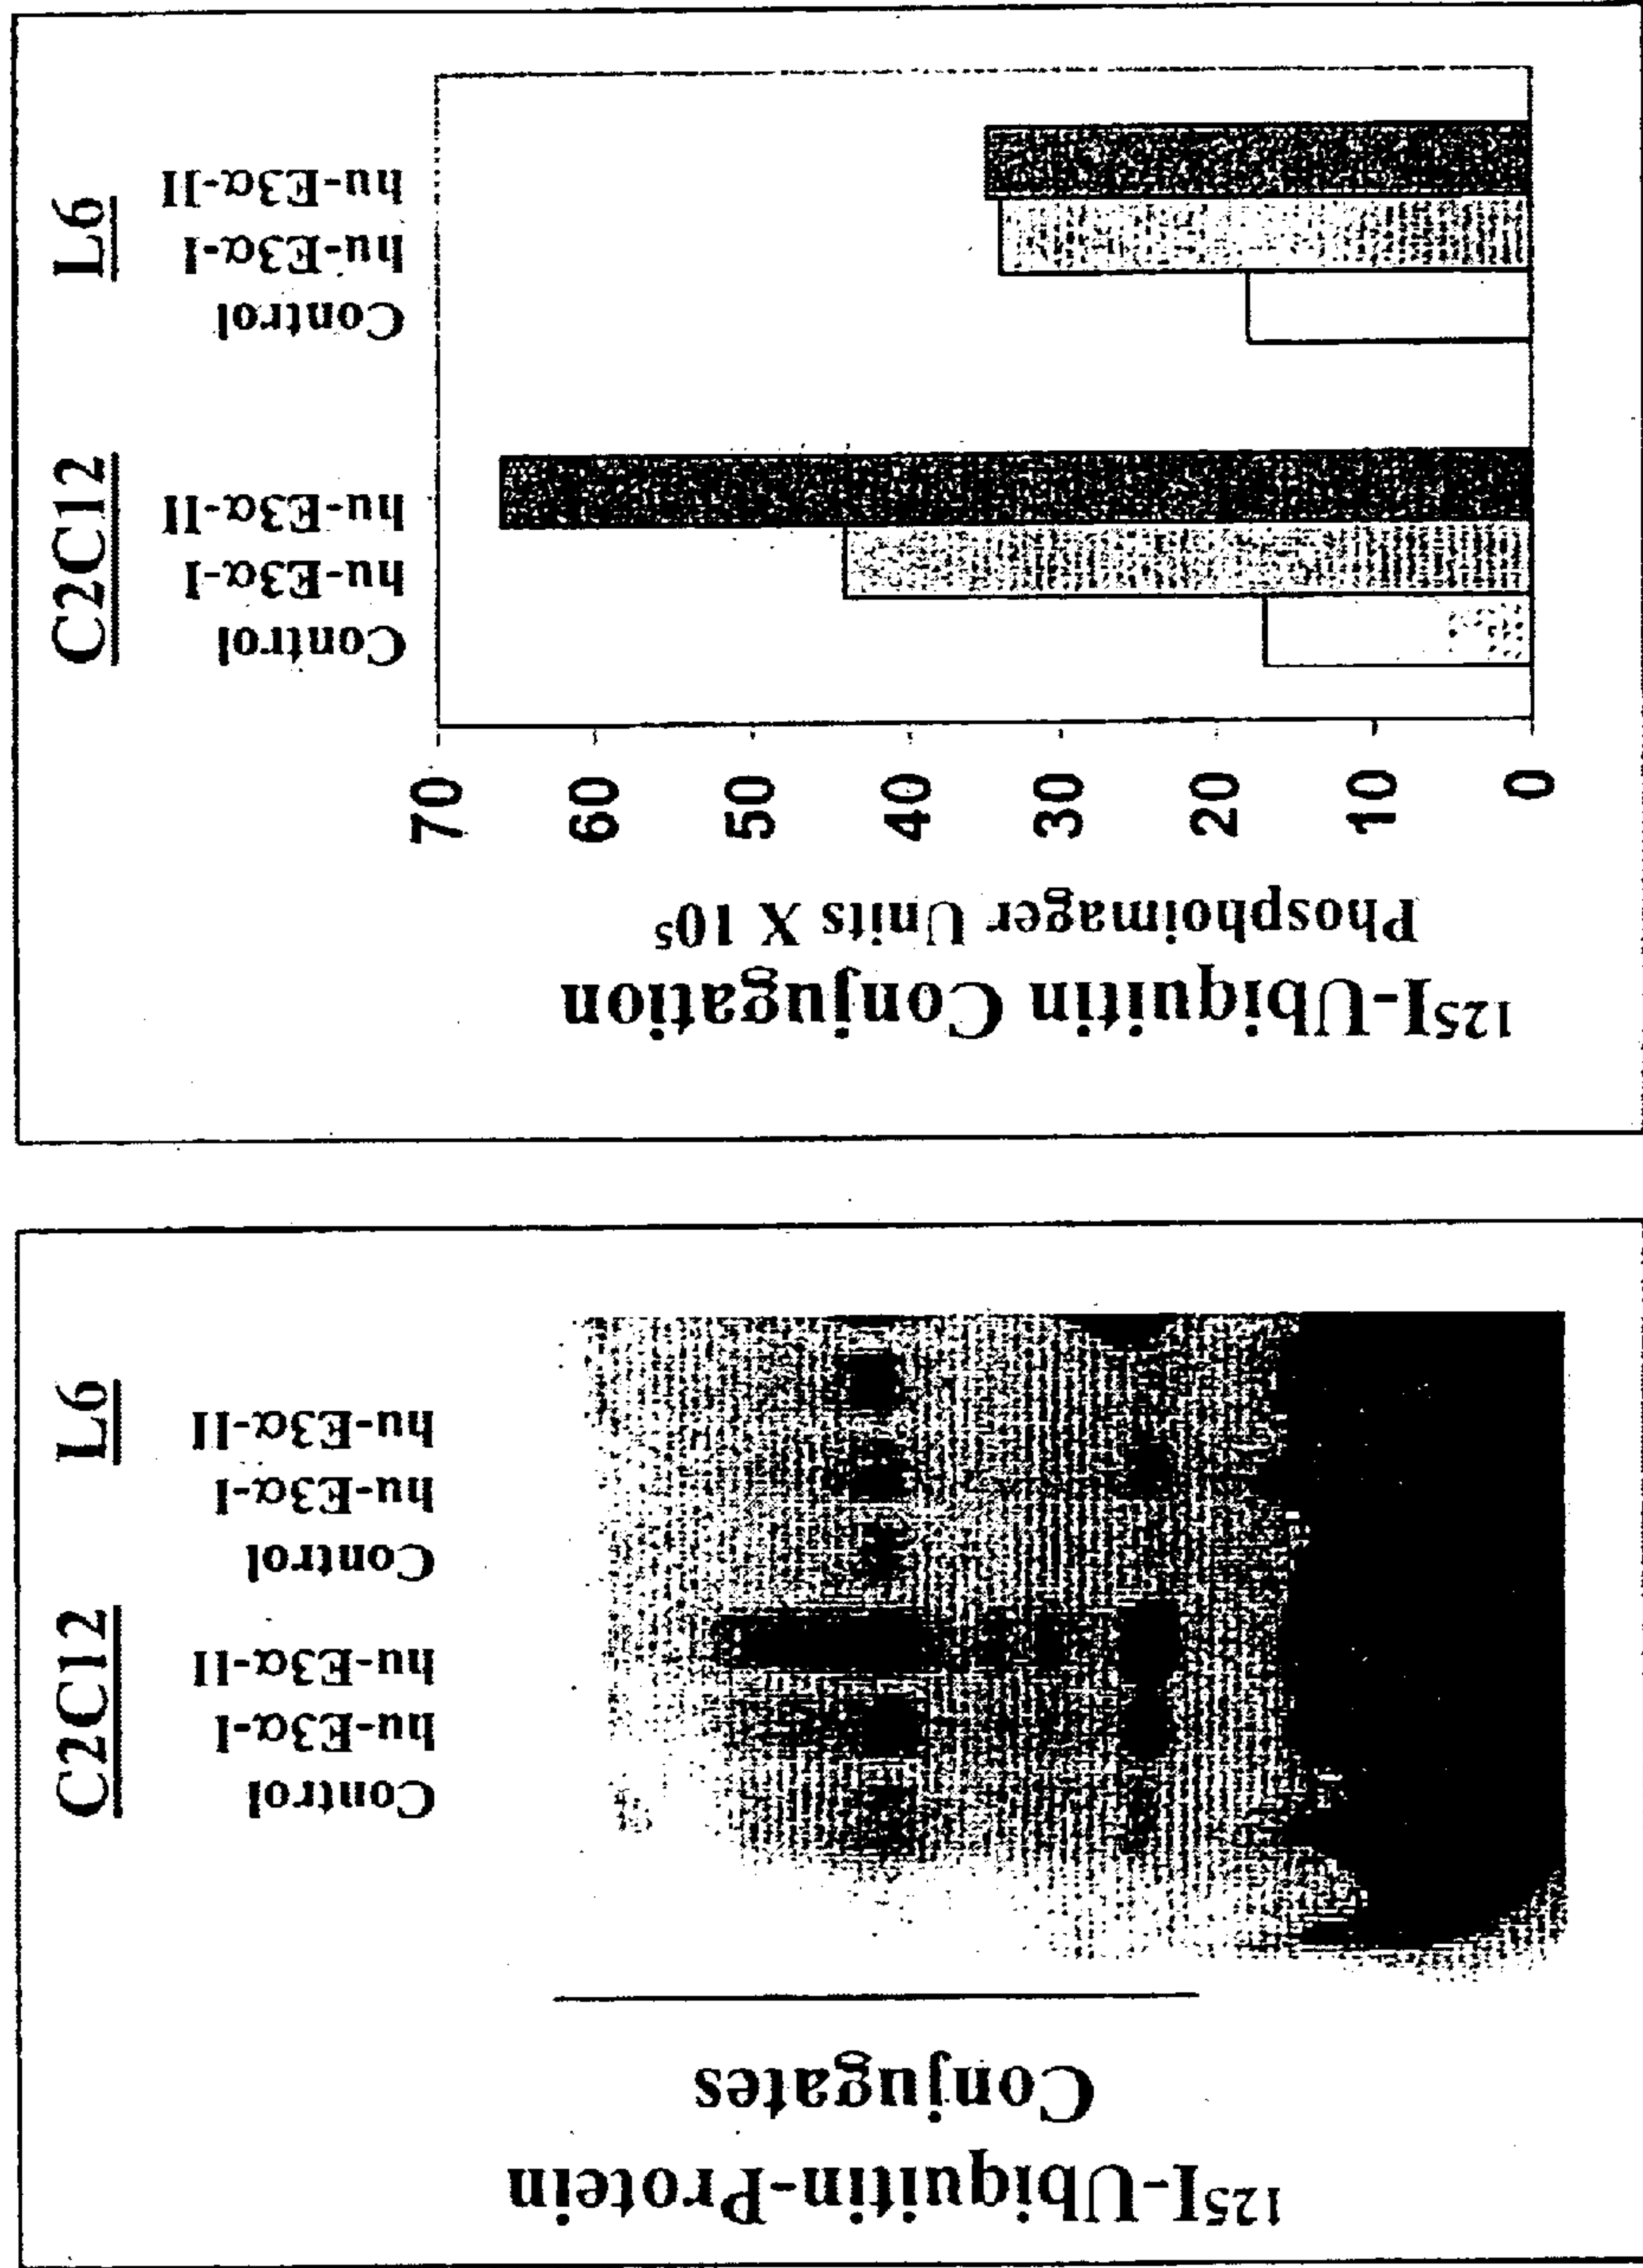 C2C12 L6
Control hu-E3α-I hu-E3α-II Control hu-E3α-I hu-E3α-II
¹²⁵I-Ubiquitin-Protein
Conjugates
C2C12 L6
Control hu-E3α-I hu-E3α-II Control hu-E3α-I hu-E3α-II
¹²⁵I-Ubiquitin Conjugation
Phosphoimager Units X 10⁵
70
60
50
40
30
20
10
0